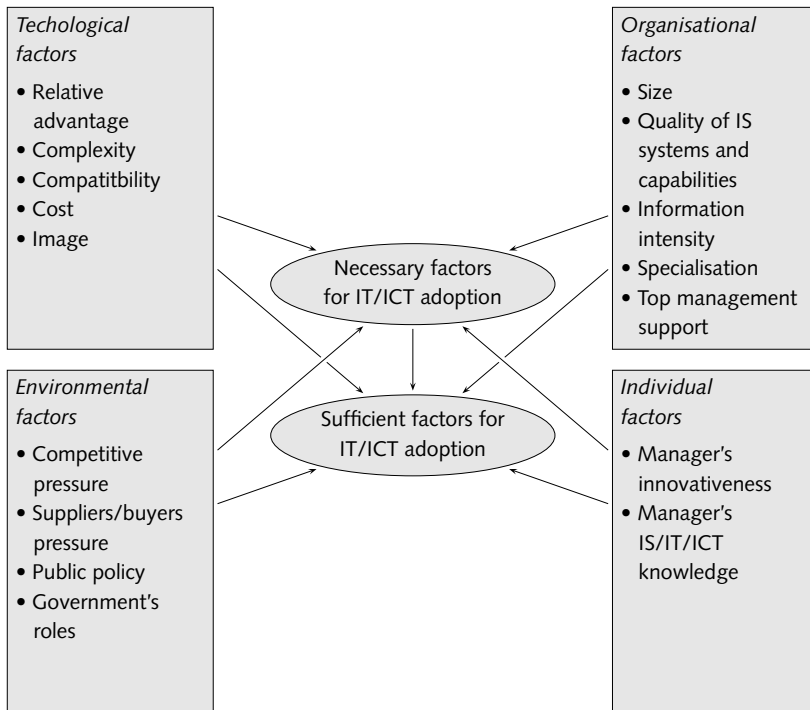 Techological
factors
• Relative
advantage
• Complexity
• Compatitbility
• Cost
• Image
Organisational
factors
• Size
• Quality of IS
systems and
capabilities
• Information
intensity
• Specialisation
• Top management
support
Necessary factors
for IT/ICT adoption
Sufficient factors for
IT/ICT adoption
Environmental
factors
• Competitive
pressure
• Suppliers/buyers
pressure
• Public policy
• Government's
roles
Individual
factors
• Manager's
innovativeness
• Manager's
IS/IT/ICT
knowledge